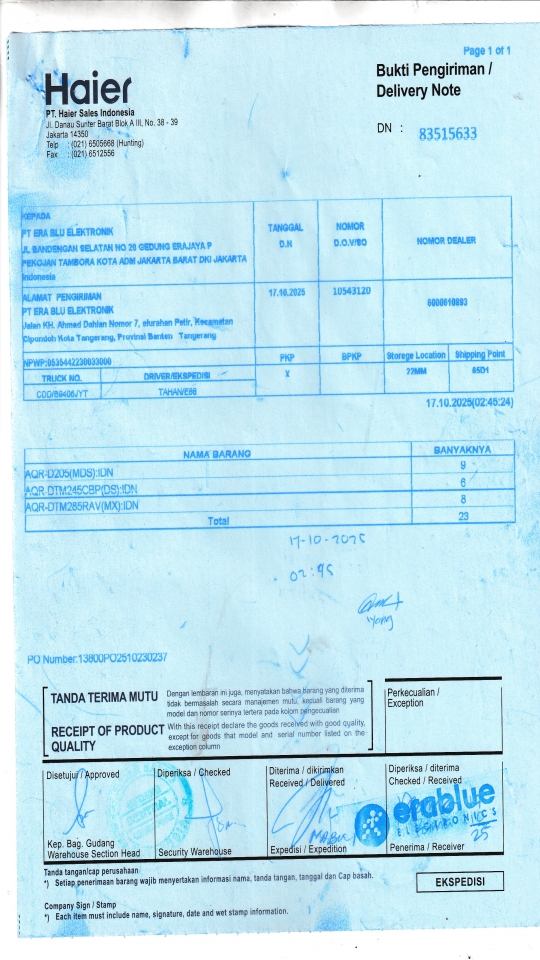 Page 1 of 1
Haier
Bukti Pengiriman /
Delivery Note
PT. Haier Sales Indonesia
Jl. Danau Sunter Barat Blok A III, No. 38 - 39
Jakarta 14350
Telp : (021) 6505668 (Hunting)
Fax : (021) 6512556
DN : 83515633
KEPADA
PT ERA BLU ELEKTRONIK
JL BANDENGAN SELATAN NO 20 GEDUNG ERAJAYA P
PEKOJAN TAMBORA KOTA ADM JAKARTA BARAT DKI JAKARTA
Indonesia
TANGGAL
D.N
NOMOR
D.O.V/SO
NOMOR DEALER
ALAMAT PENGIRIMAN
PT ERA BLU ELEKTRONIK
Jalan KH. Ahmad Dahlan Nomor 7, elurahan Petir, Kecamatan
Cipondoh Kota Tangerang, Provinsi Banten Tangerang
17.10.2025
10543120
6000010893
NPWP:0535442230033000
PKP
BPKP
Storege Location
Shipping Point
TRUCK NO.
DRIVER/EKSPEDISI
X
22MM
65D1
CDD/B9406JYT
TAHAN/E86
17.10.2025(02:45:24)
NAMA BARANG
BANYAKNYA
AQR-D205(MDS):IDN
9
AQR-DTM245CBP(DS):IDN
6
AQR-DTM285RAV(MX):IDN
8
Total
23
17-10-2025
02:45
PO Number:13800PO2510230237
TANDA TERIMA MUTU
Dengan lembaran ini juga, menyatakan bahwa barang yang diterima
tidak bermasalah secara manajemen mutu, kecuali barang yang
model dan nomor serinya tertera pada kolom pengecualian
RECEIPT OF PRODUCT
QUALITY
With this receipt declare the goods received with good quality,
except for goods that model and serial number listed on the
exception column
Perkecualian /
Exception
Disetujui / Approved
Diperiksa / Checked
Diterima / dikirimkan
Received / Delivered
Diperiksa / diterima
Checked / Received
erablue
ELECTRONICS
25
Kep. Bag. Gudang
Warehouse Section Head
Security Warehouse
Expedisi / Expedition
Penerima / Receiver
Tanda tangan/cap perusahaan
*) Setiap penerimaan barang wajib menyertakan informasi nama, tanda tangan, tanggal dan Cap basah.
EKSPEDISI
Company Sign / Stamp
*) Each item must include name, signature, date and wet stamp information.